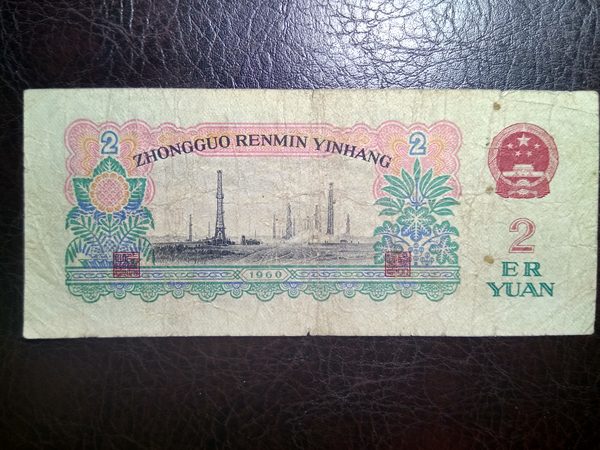 2
ZHONGGUO RENMIN YINHANG
2
2
ER
YUAN
1960